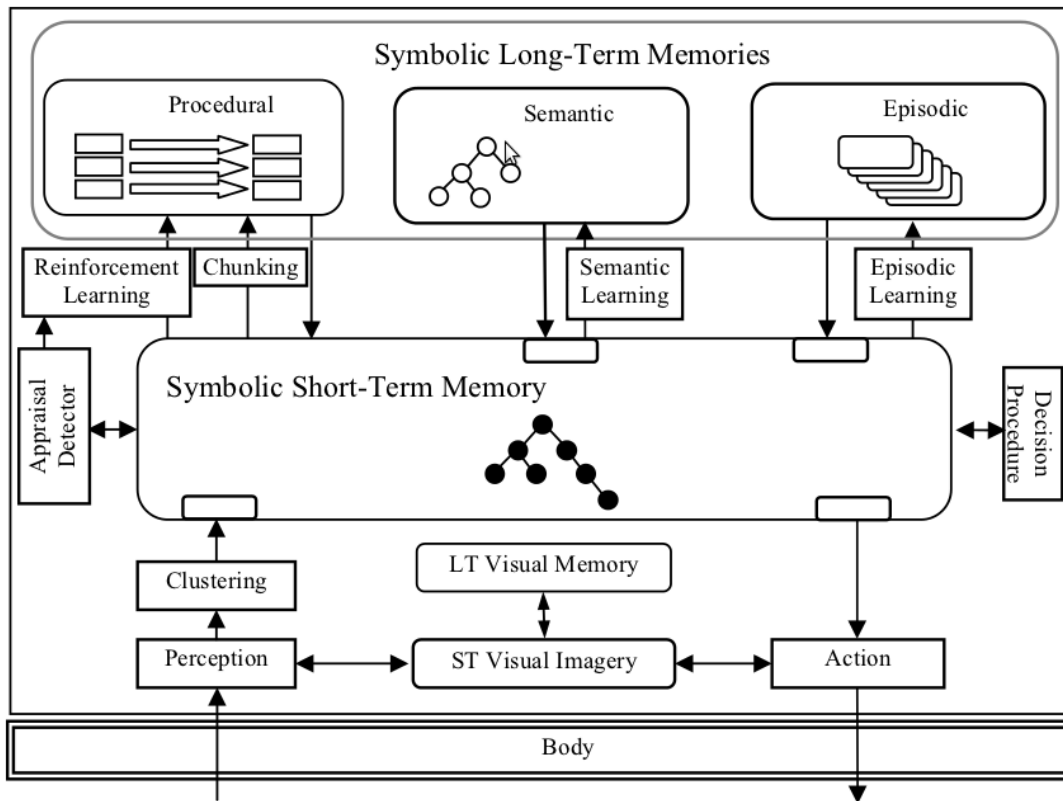 Symbolic Long-Term Memories
Procedural
Semantic
Episodic
Reinforcement
Learning
Chunking
Semantic
Learning
Episodic
Learning
Symbolic Short-Term Memory
Appraisal
Detector
Decision
Procedure
Clustering
LT Visual Memory
Perception
ST Visual Imagery
Action
Body